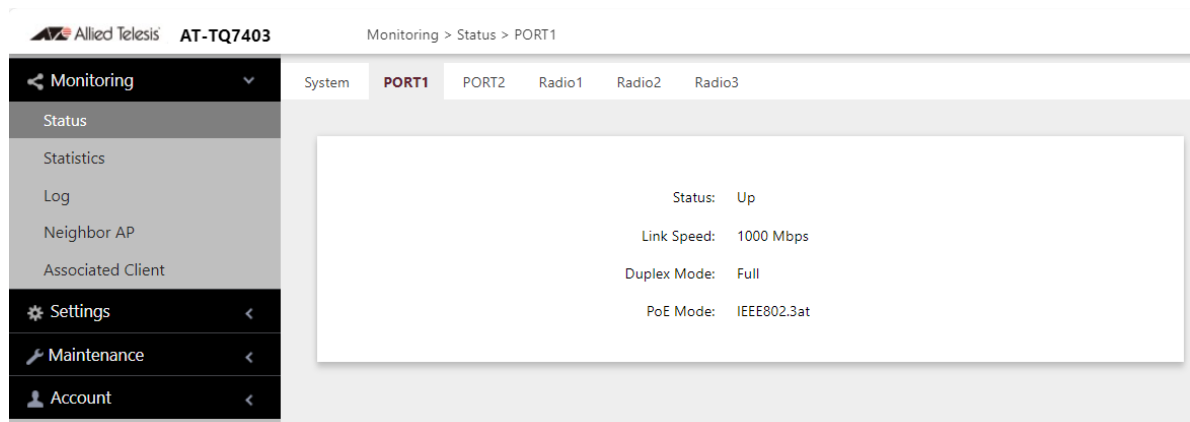 Allied Telesis AT-TQ7403 Monitoring > Status > PORT1
Monitoring
System PORT1 PORT2 Radio1 Radio2 Radio3
Status
Statistics
Log
Neighbor AP
Associated Client
Settings
Maintenance
Account
Status: Up
Link Speed: 1000 Mbps
Duplex Mode: Full
PoE Mode: IEEE802.3at